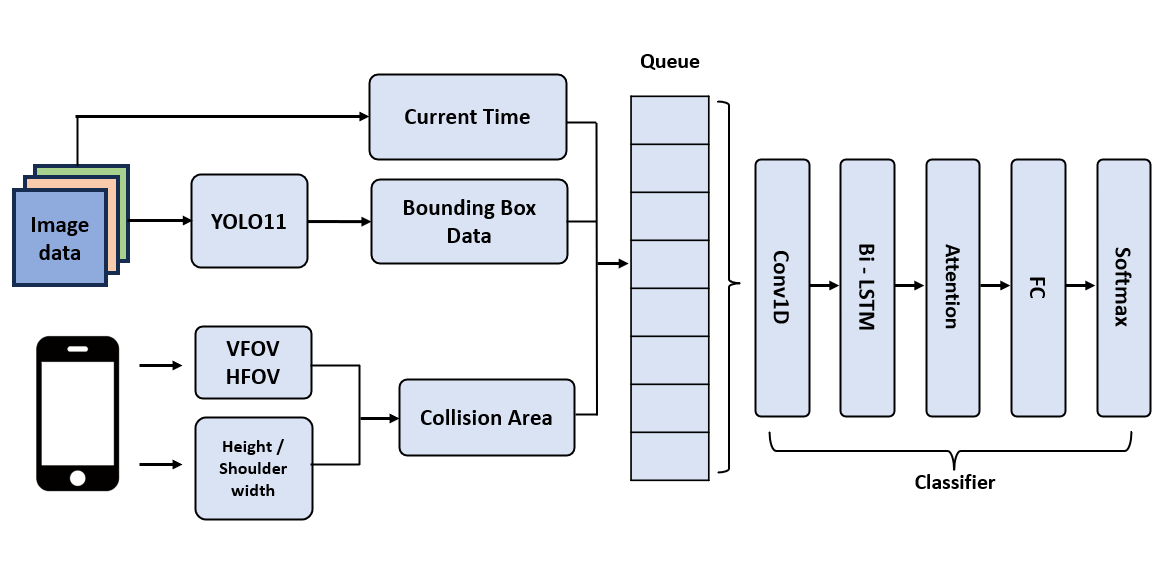 Queue
Current Time
Image
data
YOLO11
Bounding Box
Data
VFOV
HFOV
Height /
Shoulder
width
Collision Area
Conv1D
Bi - LSTM
Attention
FC
Softmax
Classifier